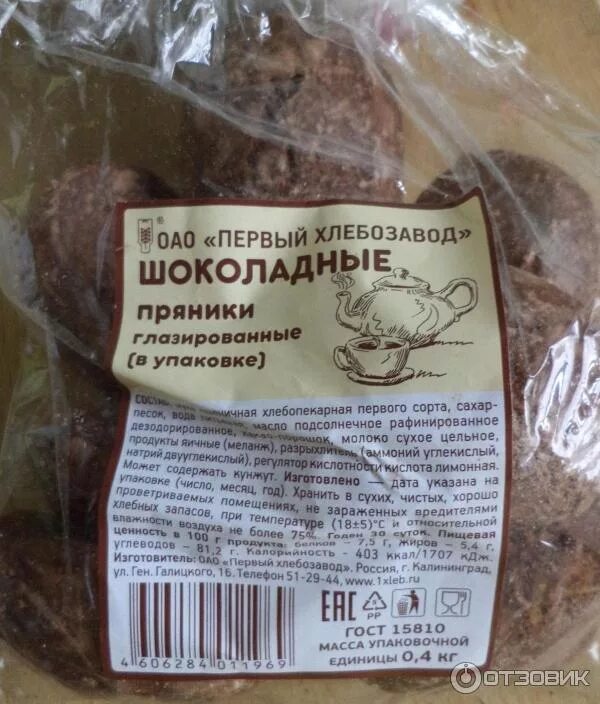 ОАО «ПЕРВЫЙ ХЛЕБОЗАВОД»
ШОКОЛАДНЫЕ
ПРЯНИКИ
ГЛАЗИРОВАННЫЕ
(В УПАКОВКЕ)
пшеничная хлебопекарная первого сорта, сахар-
песок, вода масло подсолнечное рафинированное
дезодорированное, какао-порошок, молоко сухое цельное,
продукты яичные (меланж), разрыхлитель (аммоний углекислый,
натрий двууглекислый), регулятор кислотности кислота лимонная.
Может содержать кунжут. Изготовлено — дата указана на
упаковке (число, месяц, год). Хранить в сухих, чистых, хорошо
проветриваемых помещениях, не зараженных вредителями
хлебных запасов, при температуре (18±5)°С и относительной
влажности воздуха не более 75%. Годен 30 суток. Пищевая
ценность в 100 г продукта: белков – 7,5 г, жиров – 5,4 г,
углеводов – 81,2 г. Калорийность – 403 ккал/1707 кДж.
Изготовитель: ОАО «Первый хлебозавод». Россия, г. Калининград,
ул. Ген. Галицкого, 16. Телефон 51-29-44, www.1xleb.ru
EAC
5
PP
ГОСТ 15810
МАССА УПАКОВОЧНОЙ
ЕДИНИЦЫ 0,4 кг
4 606284 011969
ОТЗОВИК